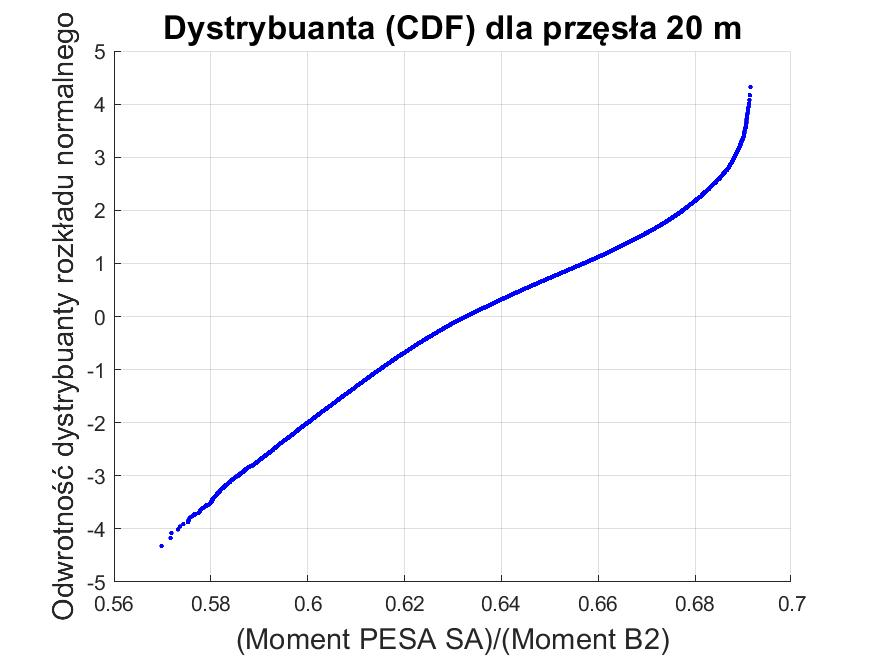 Dystrybuanta (CDF) dla przęsła 20 m
Odwrotność dystrybuanty rozkładu normalnego
5
4
3
2
1
0
-1
-2
-3
-4
-5
0.56 0.58 0.6 0.62 0.64 0.66 0.68 0.7
(Moment PESA SA)/(Moment B2)